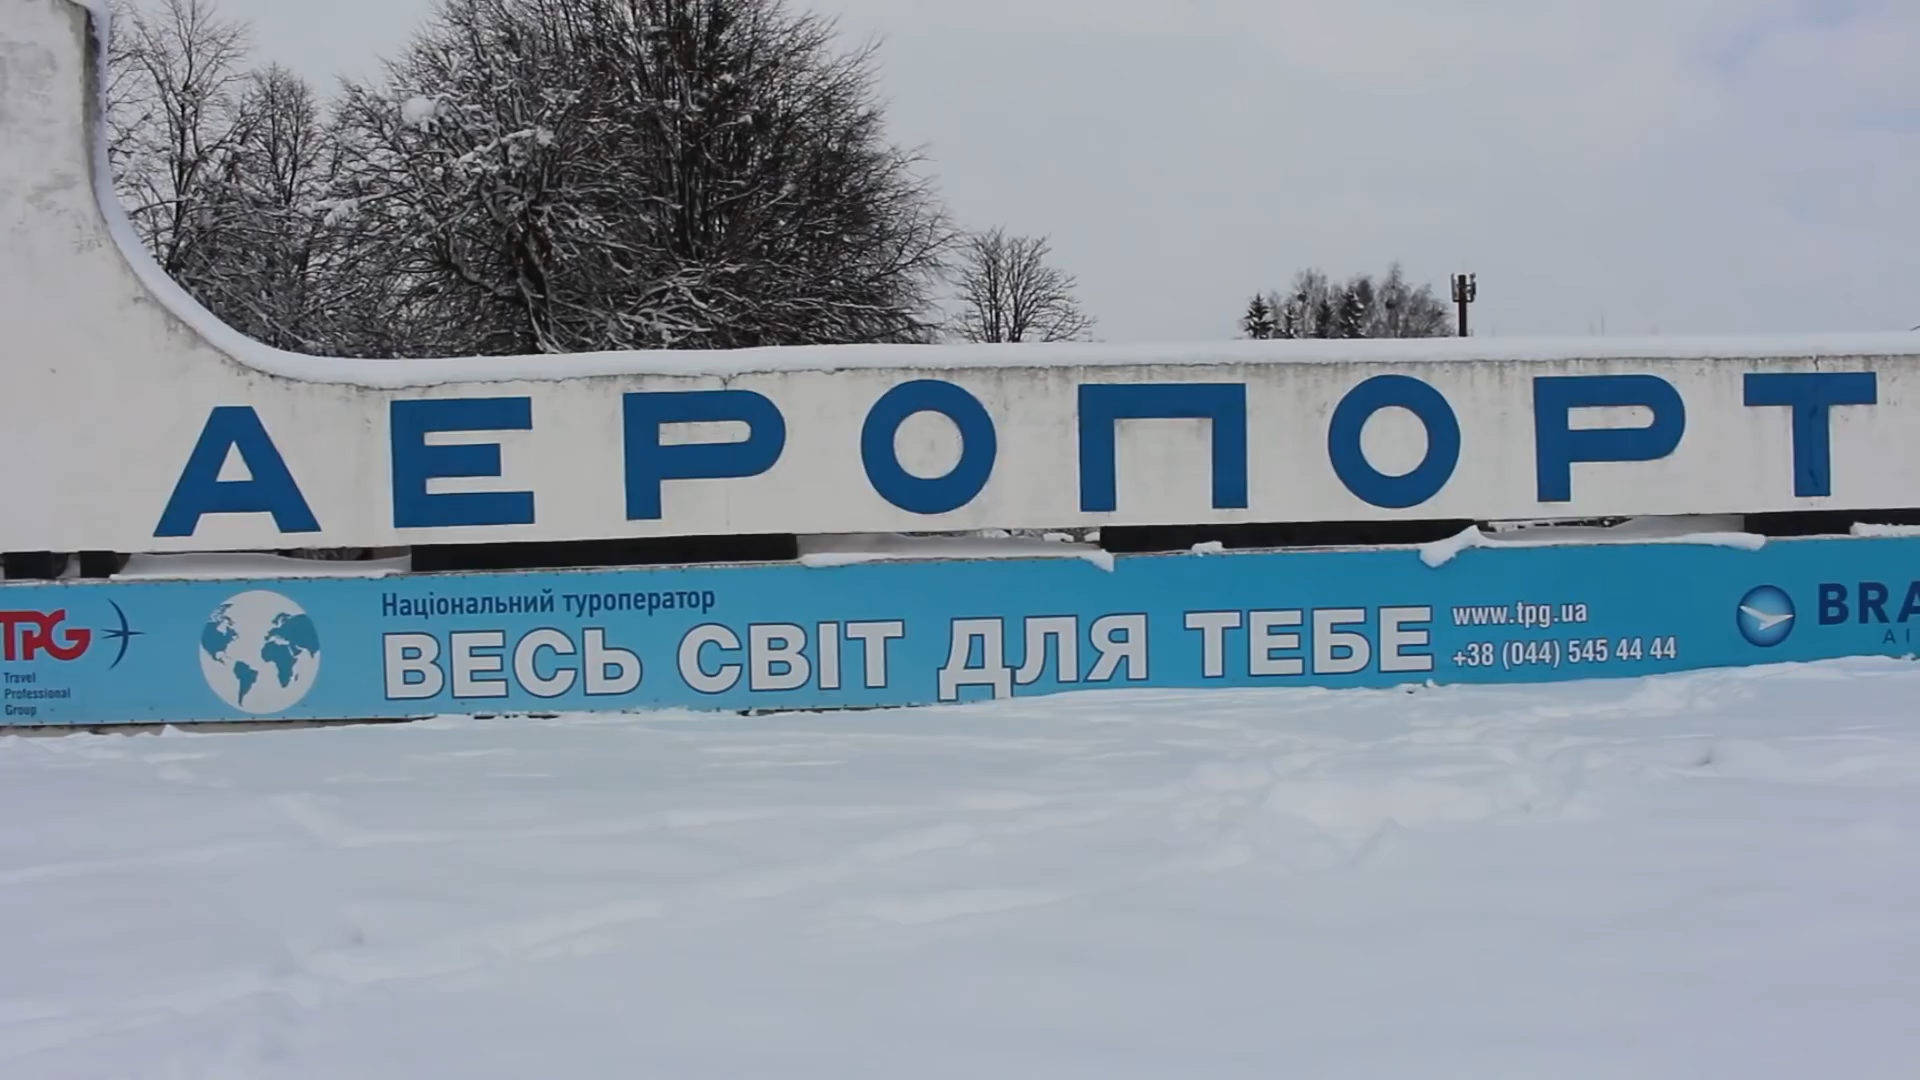 АЕРОПОРТ
TPG
Travel
Professional
Group
Національний туроператор
ВЕСЬ СВІТ ДЛЯ ТЕБЕ
www.tpg.ua
+38 (044) 545 44 44
BRA
AI